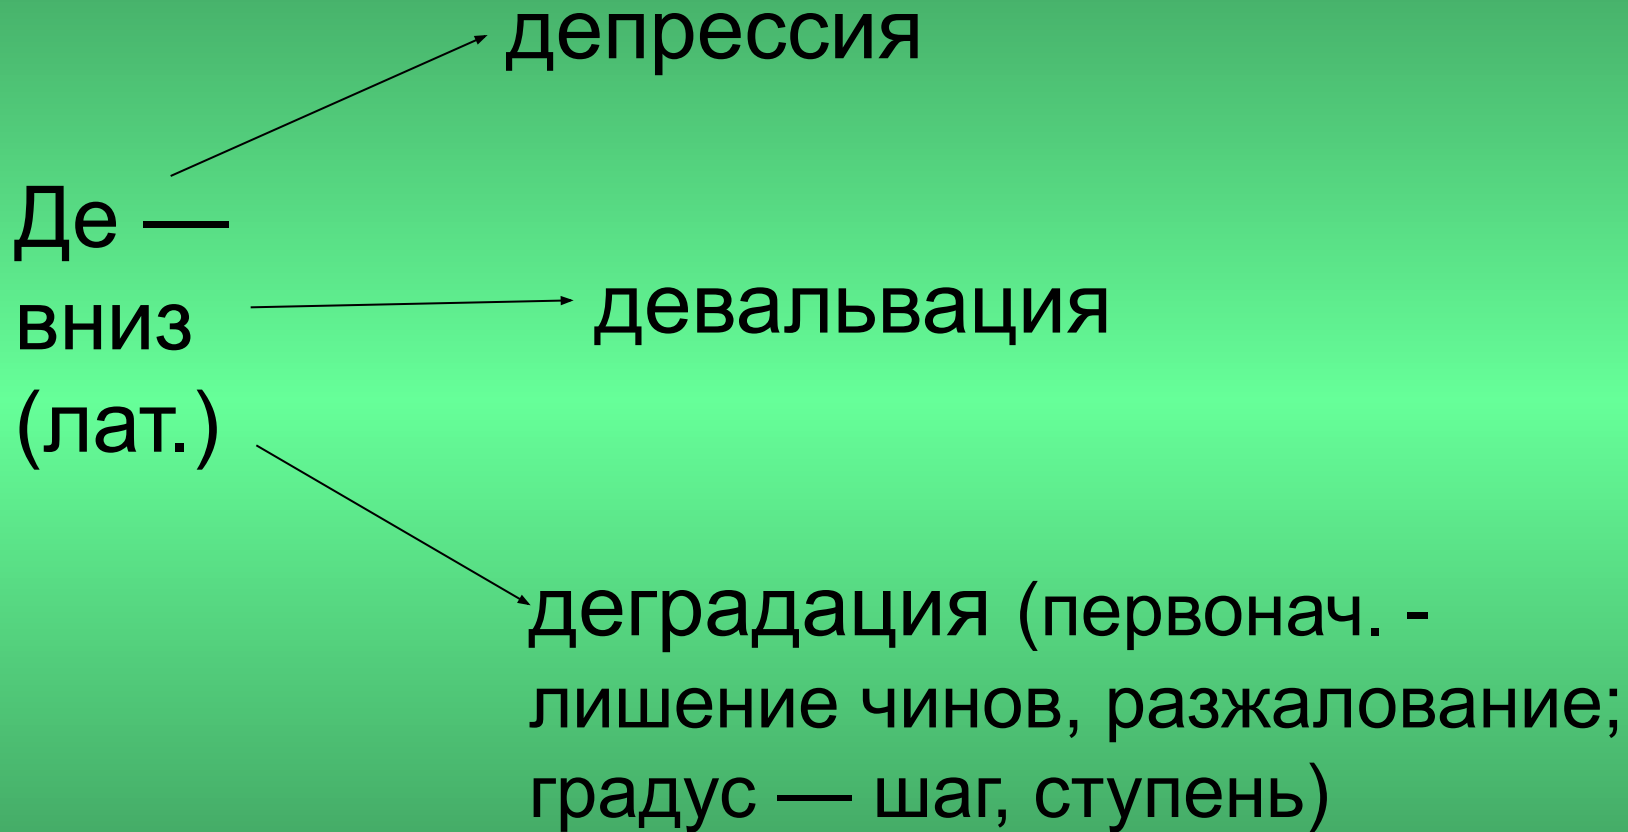 депрессия
Де —
вниз
(лат.)
девальвация
деградация (первонач. -
лишение чинов, разжалование;
градус — шаг, ступень)